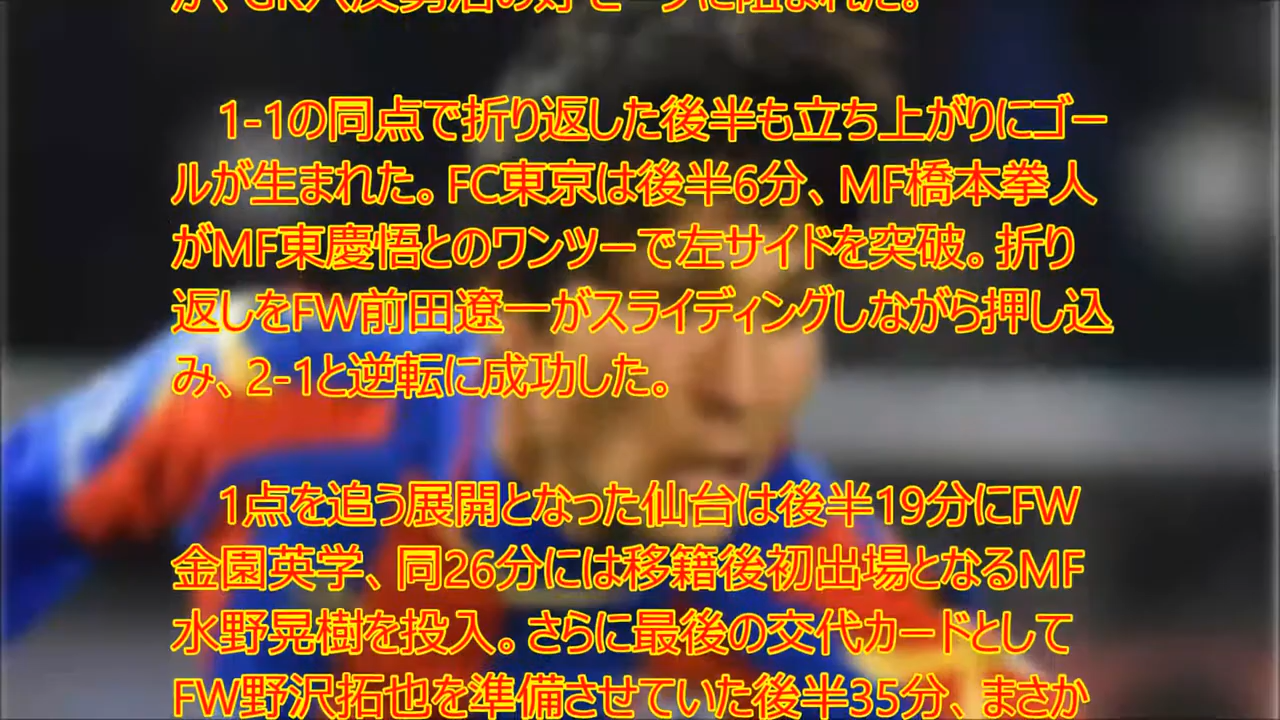 1-1の同点で折り返した後半も立ち上がりにゴー
ルが生まれた。FC東京は後半6分、MF橋本拳人
がMF東慶悟とのワンツーで左サイドを突破。折り
返しをFW前田遼一がスライディングしながら押し込
み、2-1と逆転に成功した。
1点を追う展開となった仙台は後半19分にFW
金園英学、同26分には移籍後初出場となるMF
水野晃樹を投入。さらに最後の交代カードとして
FW野沢拓也を準備させていた後半35分、まさか